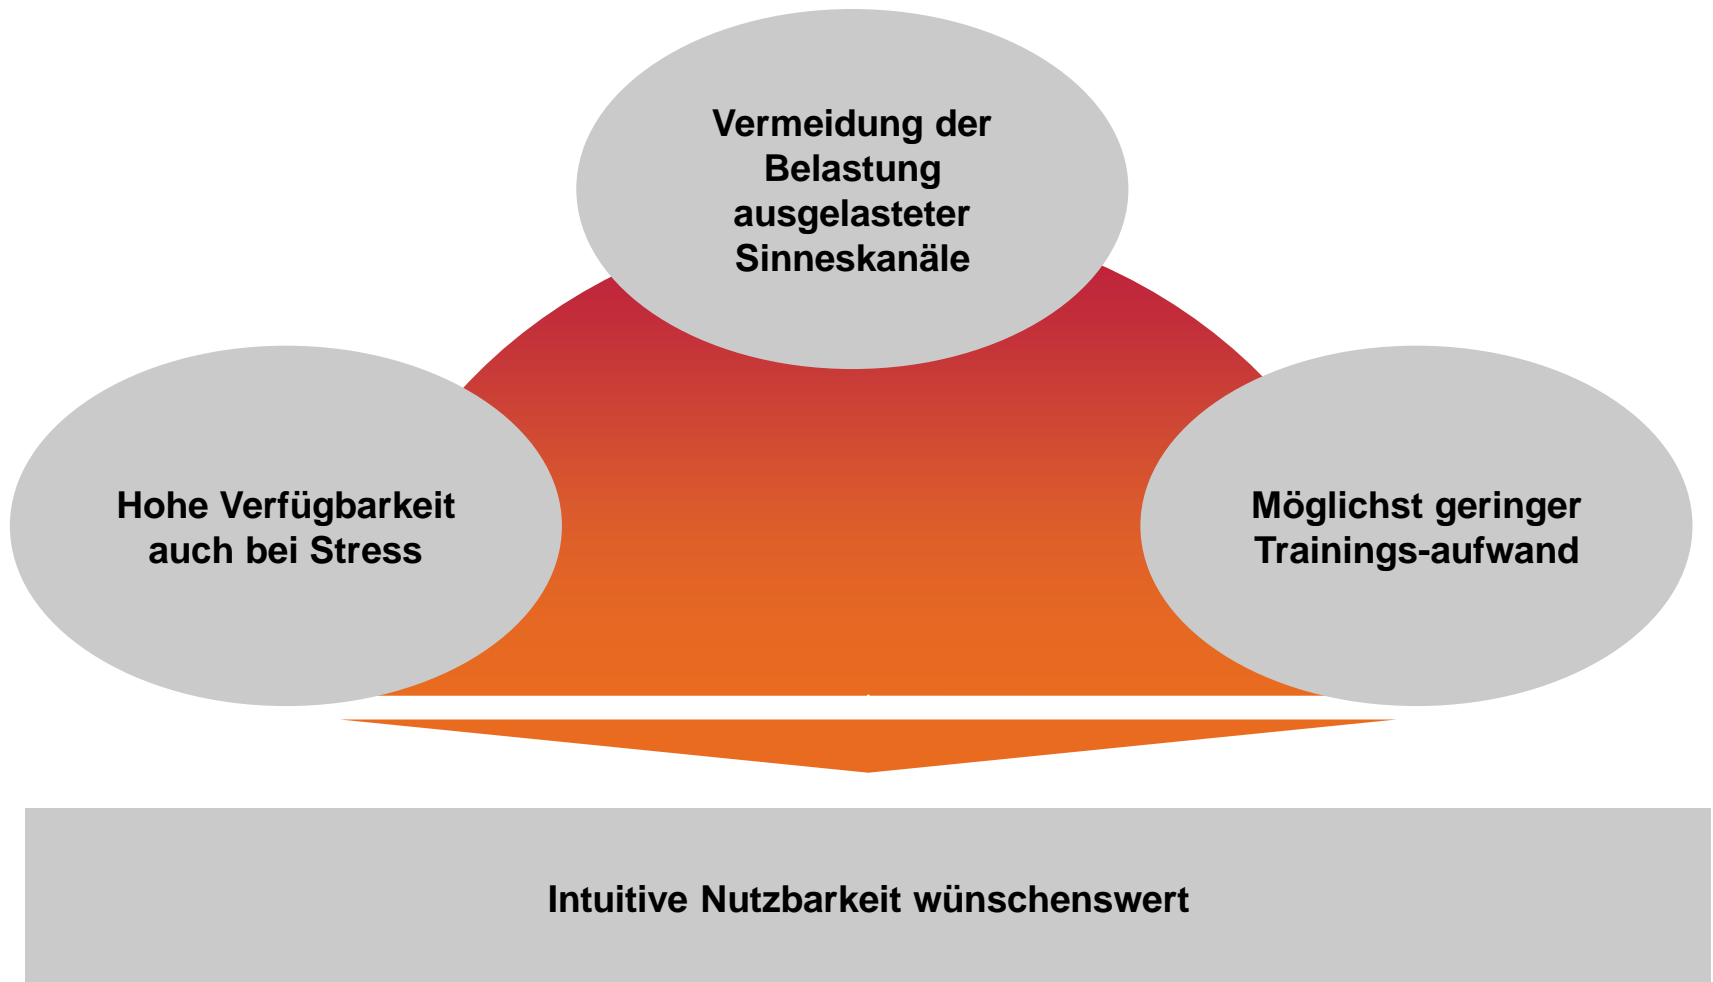 Vermeidung der
Belastung
ausgelasteter
Sinneskanäle
Hohe Verfügbarkeit
auch bei Stress
Möglichst geringer
Trainings-aufwand
Intuitive Nutzbarkeit wünschenswert